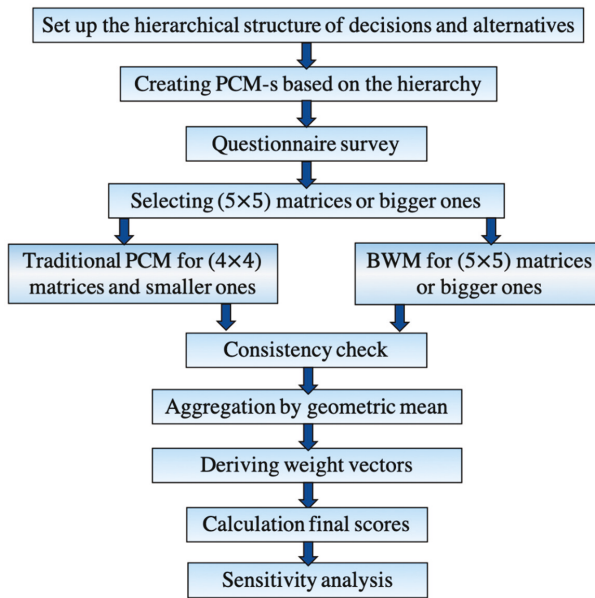 Set up the hierarchical structure of decisions and alternatives
Creating PCM-s based on the hierarchy
Questionnaire survey
Selecting (5×5) matrices or bigger ones
Traditional PCM for (4×4)
matrices and smaller ones
BWM for (5×5) matrices
or bigger ones
Consistency check
Aggregation by geometric mean
Deriving weight vectors
Calculation final scores
Sensitivity analysis